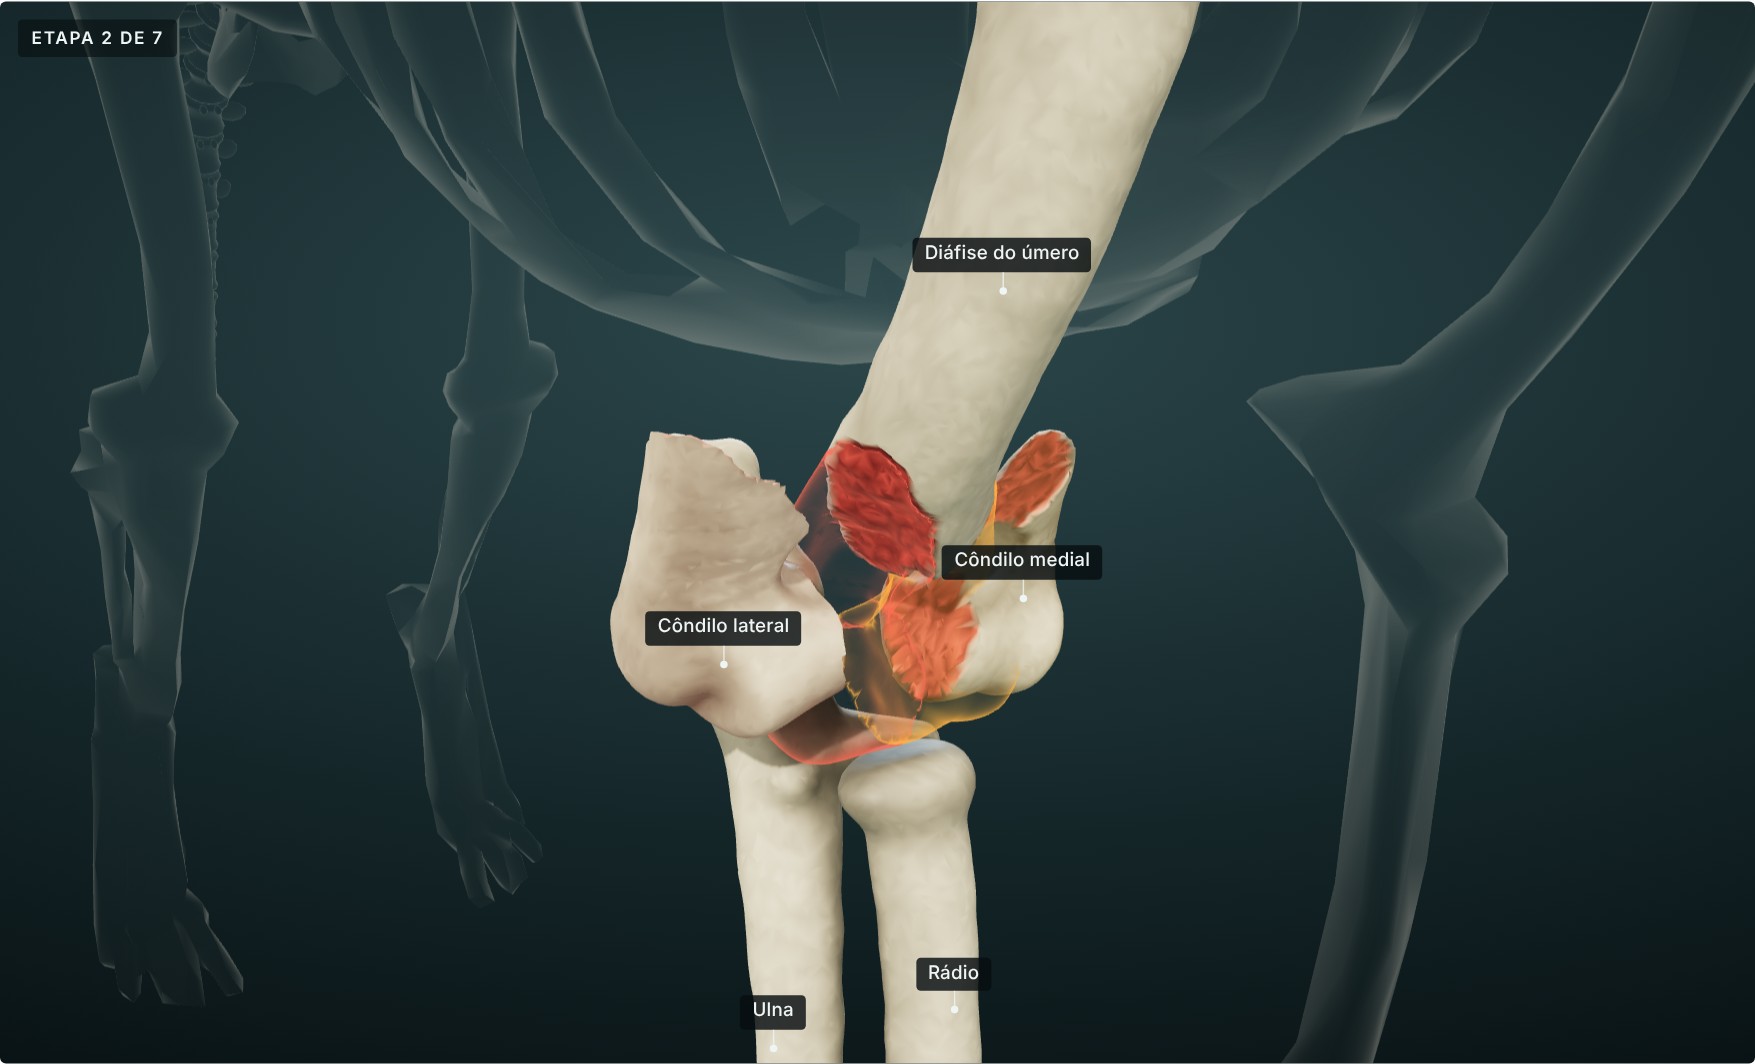 ETAPA 2 DE 7
Diáfise do úmero
Côndilo medial
Côndilo lateral
Rádio
Ulna